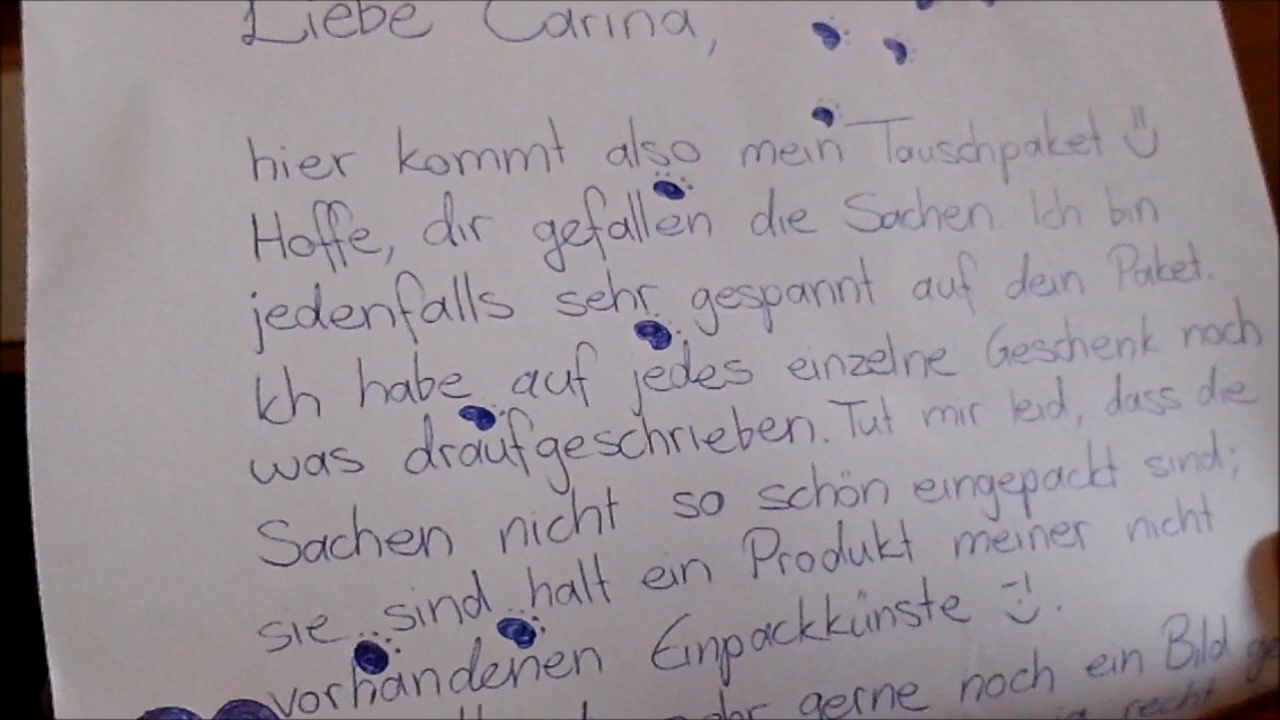 Liebe Carina,
hier kommt also mein Tauschpaket
Hoffe, dir gefallen die Sachen. Ich bin
jedenfalls sehr gespannt auf dein Paket.
Ich habe auf jedes einzelne Geschenk noch
was draufgeschrieben. Tut mir leid, dass die
Sachen nicht so schön eingepackt sind;
sie sind halt ein Produkt meiner nicht
vorhandenen Einpackkünste ;-).
gerne noch ein Bild
recht